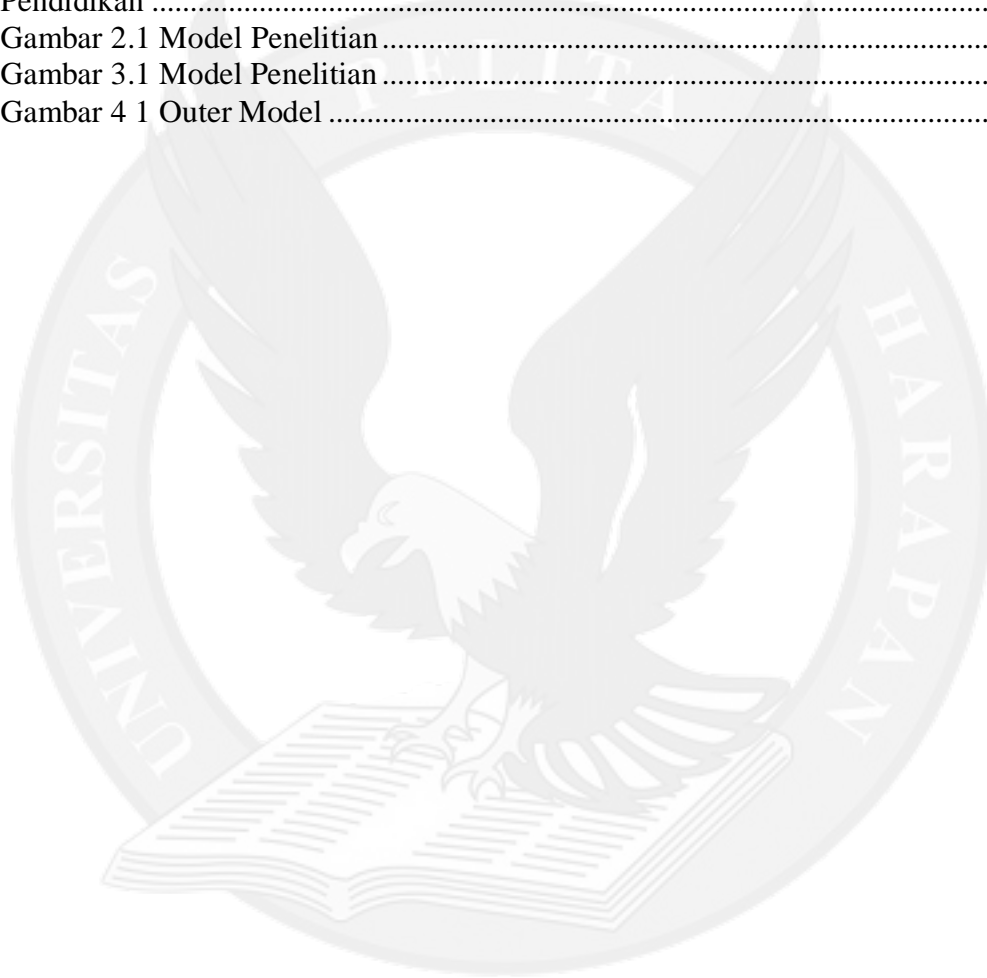 Pendidikan ........................................................................................................
Gambar 2.1 Model Penelitian ...........................................................................
Gambar 3.1 Model Penelitian ...........................................................................
Gambar 4 1 Outer Model ..................................................................................
UNIVERSITAS PELITA HARAPAN